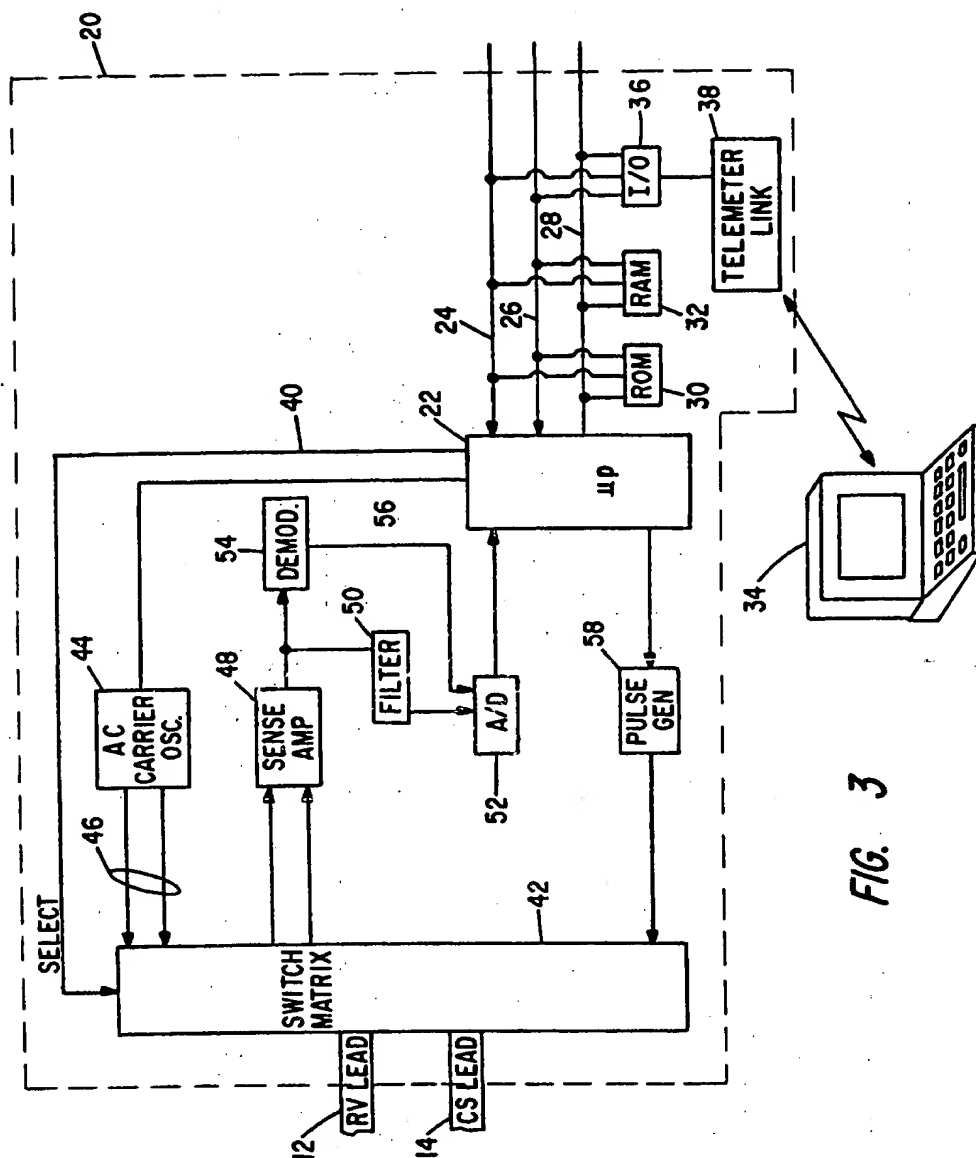 20
SELECT
40
46
44
AC
CARRIER
OSC.
48
SENSE
AMP
54
DEMOD.
56
50
FILTER
52
A/D
22
μp
24
26
28
30
ROM
32
RAM
36
I/O
38
TELEMETER
LINK
42
SWITCH
MATRIX
12
RV LEAD
14
CS LEAD
58
PULSE
GEN
34
FIG. 3